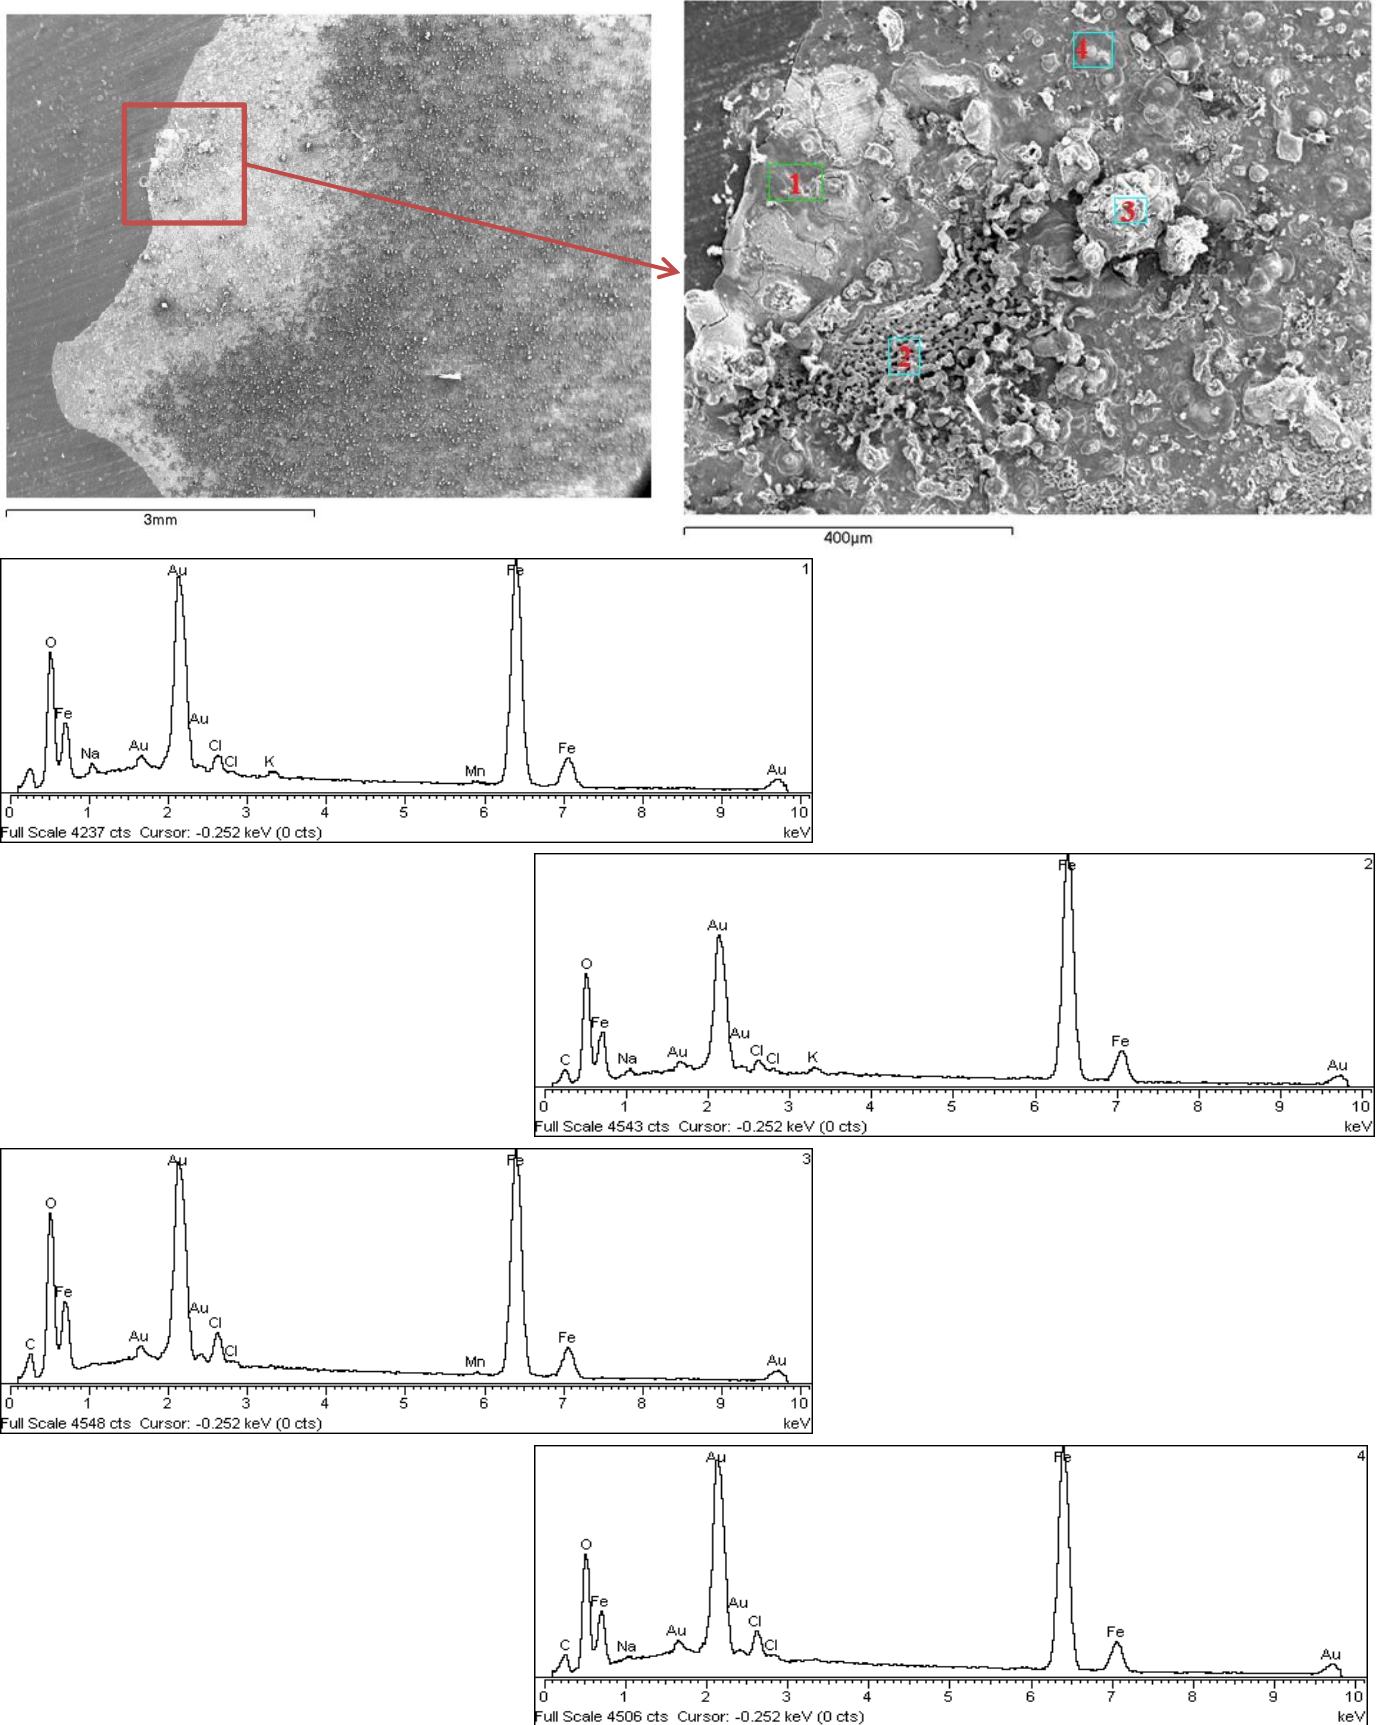 4
1
3
2
3mm
400µm
1
Au
Fe
O
Fe
Au
Na
Au
Cl
Cl
K
Mn
Fe
Au
0 1 2 3 4 5 6 7 8 9 10
Full Scale 4237 cts Cursor: -0.252 keV (0 cts) keV
2
Fe
Au
O
Fe
Au
C
Na
Au
Cl
Cl
K
Fe
Au
0 1 2 3 4 5 6 7 8 9 10
Full Scale 4543 cts Cursor: -0.252 keV (0 cts) keV
3
Au
Fe
O
Fe
Au
C
Au
Cl
Cl
Mn
Fe
Au
0 1 2 3 4 5 6 7 8 9 10
Full Scale 4548 cts Cursor: -0.252 keV (0 cts) keV
4
Au
Fe
O
Fe
Au
C
Na
Au
Cl
Cl
Fe
Au
0 1 2 3 4 5 6 7 8 9 10
Full Scale 4506 cts Cursor: -0.252 keV (0 cts) keV